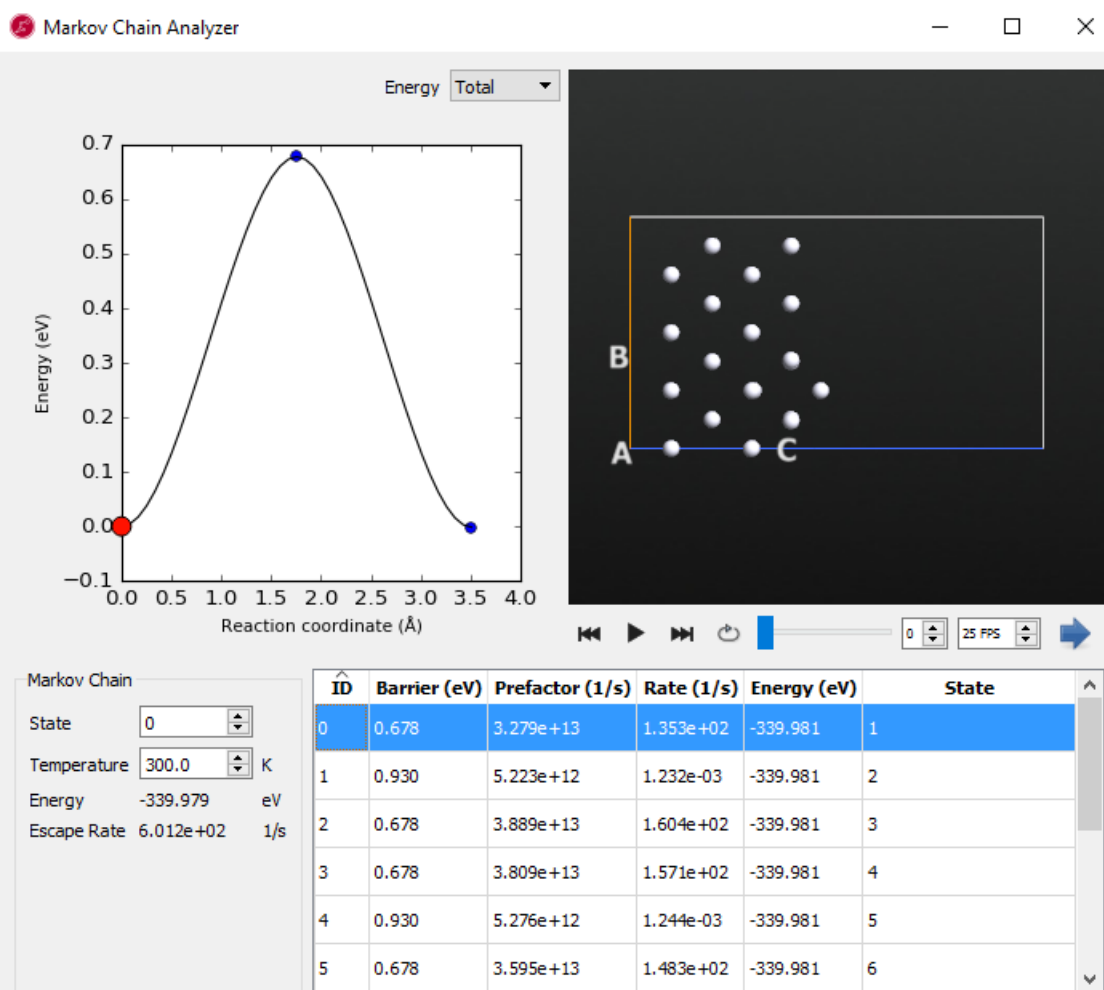 Markov Chain Analyzer
Energy Total
0.7
0.6
0.5
0.4
0.3
0.2
0.1
0.0
−0.1
Energy (eV)
0.0 0.5 1.0 1.5 2.0 2.5 3.0 3.5 4.0
Reaction coordinate (Å)
B
A C
0 25 FPS
Markov Chain
State 0
Temperature 300.0 K
Energy -339.979 eV
Escape Rate 6.012e+02 1/s
ID Barrier (eV) Prefactor (1/s) Rate (1/s) Energy (eV) State
0 0.678 3.279e+13 1.353e+02 -339.981 1
1 0.930 5.223e+12 1.232e-03 -339.981 2
2 0.678 3.889e+13 1.604e+02 -339.981 3
3 0.678 3.809e+13 1.571e+02 -339.981 4
4 0.930 5.276e+12 1.244e-03 -339.981 5
5 0.678 3.595e+13 1.483e+02 -339.981 6